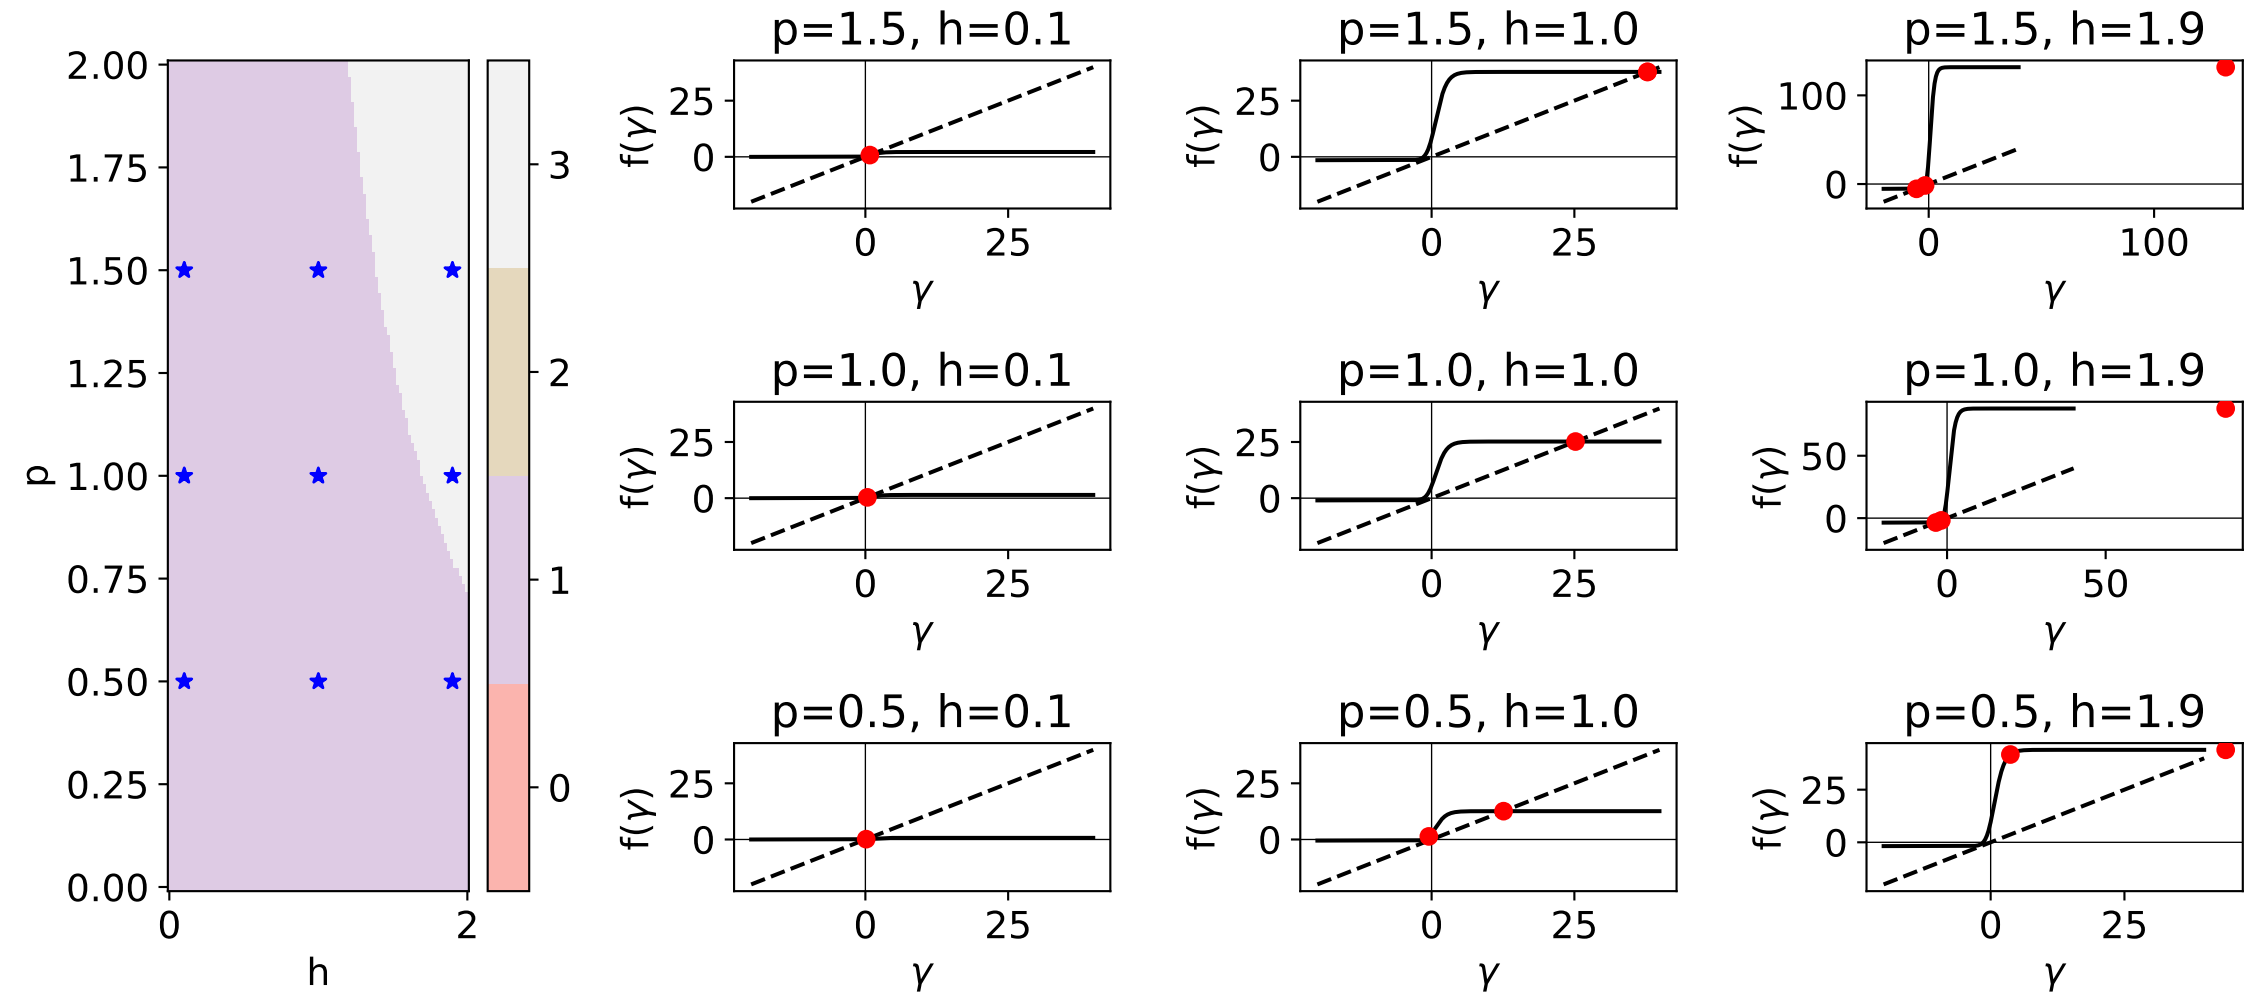 2.00
1.75
1.50
1.25
1.00
0.75
0.50
0.25
0.00
p
0 2
h
3
2
1
0
p=1.5, h=0.1
f(γ)
25
0
0 25
γ
p=1.5, h=1.0
f(γ)
25
0
0 25
γ
p=1.5, h=1.9
f(γ)
100
0
0 100
γ
p=1.0, h=0.1
f(γ)
25
0
0 25
γ
p=1.0, h=1.0
f(γ)
25
0
0 25
γ
p=1.0, h=1.9
f(γ)
50
0
0 50
γ
p=0.5, h=0.1
f(γ)
25
0
0 25
γ
p=0.5, h=1.0
f(γ)
25
0
0 25
γ
p=0.5, h=1.9
f(γ)
25
0
0 25
γ